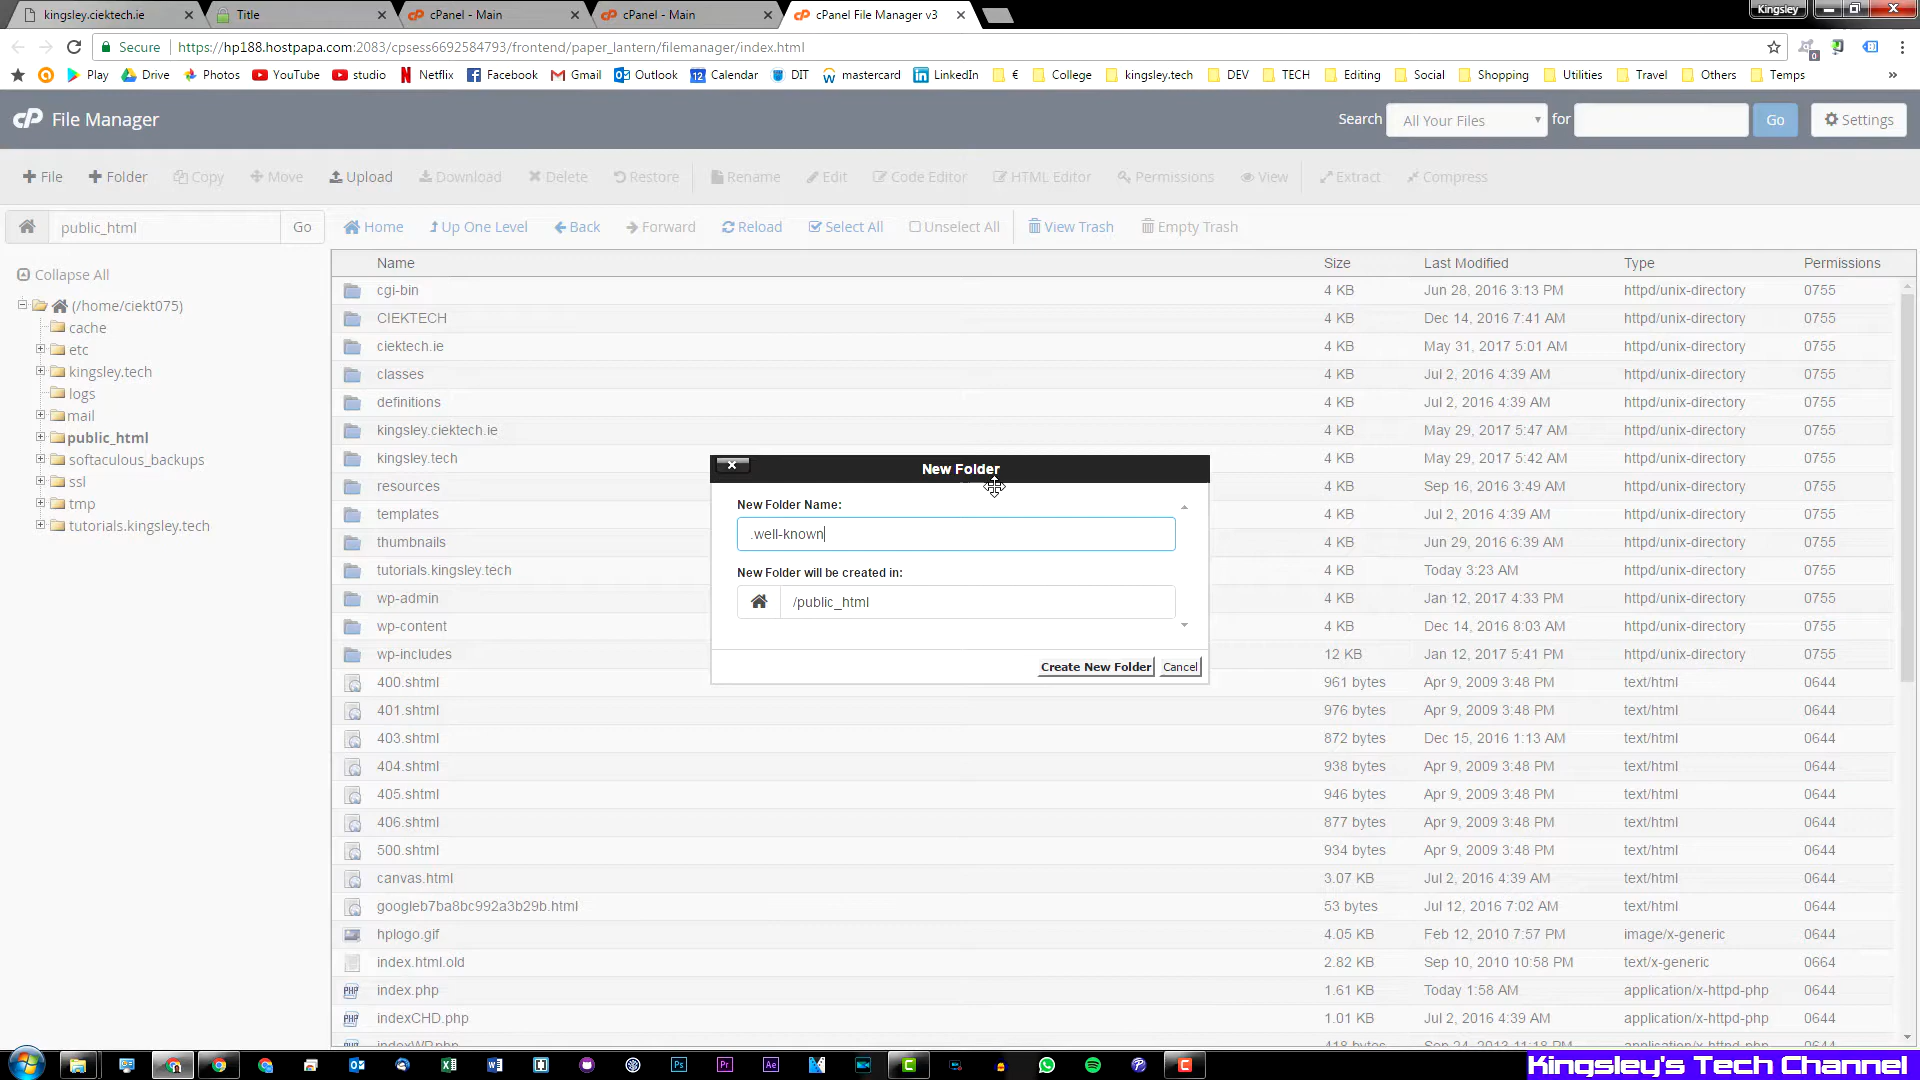 kingsley.ciektech.ie
Title
cPanel - Main
cPanel - Main
cPanel File Manager v3
Kingsley
Secure
https://hp188.hostpapa.com:2083/cpsess6692584793/frontend/paper_lantern/filemanager/index.html
Play
Drive
Photos
YouTube
studio
Netflix
Facebook
Gmail
Outlook
12 Calendar
DIT
mastercard
LinkedIn
€
College
kingsley.tech
DEV
TECH
Editing
Social
Shopping
Utilities
Travel
Others
Temps
cP File Manager
Search
All Your Files
for
Go
Settings
File
Folder
Copy
Move
Upload
Download
Delete
Restore
Rename
Edit
Code Editor
HTML Editor
Permissions
View
Extract
Compress
public_html
Go
Home
Up One Level
Back
Forward
Reload
Select All
Unselect All
View Trash
Empty Trash
Collapse All
(/home/ciekt075)
cache
etc
kingsley.tech
logs
mail
public_html
softaculous_backups
ssl
tmp
tutorials.kingsley.tech
Name Size Last Modified Type Permissions
cgi-bin 4 KB Jun 28, 2016 3:13 PM httpd/unix-directory 0755
CIEKTECH 4 KB Dec 14, 2016 7:41 AM httpd/unix-directory 0755
ciektech.ie 4 KB May 31, 2017 5:01 AM httpd/unix-directory 0755
classes 4 KB Jul 2, 2016 4:39 AM httpd/unix-directory 0755
definitions 4 KB Jul 2, 2016 4:39 AM httpd/unix-directory 0755
kingsley.ciektech.ie 4 KB May 29, 2017 5:47 AM httpd/unix-directory 0755
kingsley.tech 4 KB May 29, 2017 5:42 AM httpd/unix-directory 0755
resources 4 KB Sep 16, 2016 3:49 AM httpd/unix-directory 0755
templates 4 KB Jul 2, 2016 4:39 AM httpd/unix-directory 0755
thumbnails 4 KB Jun 29, 2016 6:39 AM httpd/unix-directory 0755
tutorials.kingsley.tech 4 KB Today 3:23 AM httpd/unix-directory 0755
wp-admin 4 KB Jan 12, 2017 4:33 PM httpd/unix-directory 0755
wp-content 4 KB Dec 14, 2016 8:03 AM httpd/unix-directory 0755
wp-includes 12 KB Jan 12, 2017 5:41 PM httpd/unix-directory 0755
400.shtml 961 bytes Apr 9, 2009 3:48 PM text/html 0644
401.shtml 976 bytes Apr 9, 2009 3:48 PM text/html 0644
403.shtml 872 bytes Dec 15, 2016 1:13 AM text/html 0644
404.shtml 938 bytes Apr 9, 2009 3:48 PM text/html 0644
405.shtml 946 bytes Apr 9, 2009 3:48 PM text/html 0644
406.shtml 877 bytes Apr 9, 2009 3:48 PM text/html 0644
500.shtml 934 bytes Apr 9, 2009 3:48 PM text/html 0644
canvas.html 3.07 KB Jul 2, 2016 4:39 AM text/html 0644
googleb7ba8bc992a3b29b.html 53 bytes Jul 12, 2016 7:02 AM text/html 0644
hplogo.gif 4.05 KB Feb 12, 2010 7:57 PM image/x-generic 0644
index.html.old 2.82 KB Sep 10, 2010 10:58 PM text/x-generic 0664
index.php 1.61 KB Today 1:58 AM application/x-httpd-php 0644
indexCHD.php 1.01 KB Jul 2, 2016 4:39 AM application/x-httpd-php 0644
New Folder
New Folder Name:
.well-known
New Folder will be created in:
/public_html
Create New Folder
Cancel
Kingsley's Tech Channel